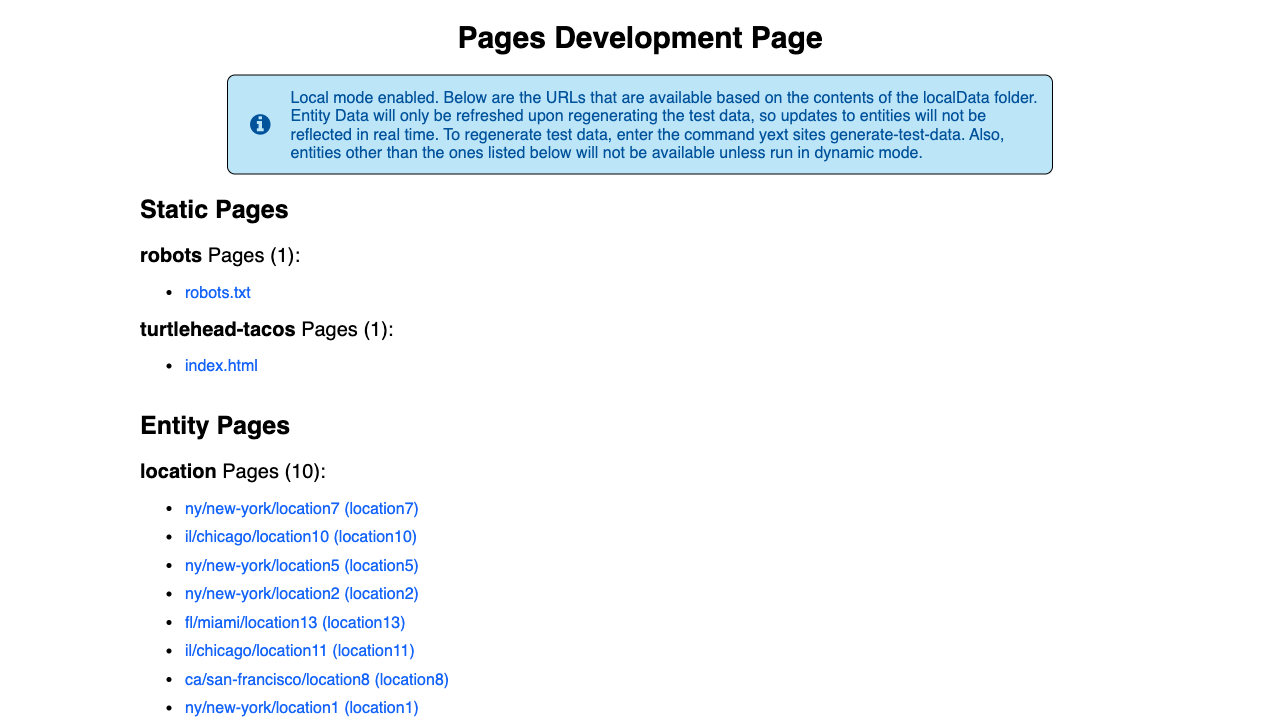 Pages Development Page
Local mode enabled. Below are the URLs that are available based on the contents of the localData folder.
Entity Data will only be refreshed upon regenerating the test data, so updates to entities will not be
reflected in real time. To regenerate test data, enter the command yext sites generate-test-data. Also,
entities other than the ones listed below will not be available unless run in dynamic mode.
Static Pages
robots Pages (1):
• robots.txt
turtlehead-tacos Pages (1):
• index.html
Entity Pages
location Pages (10):
• ny/new-york/location7 (location7)
• il/chicago/location10 (location10)
• ny/new-york/location5 (location5)
• ny/new-york/location2 (location2)
• fl/miami/location13 (location13)
• il/chicago/location11 (location11)
• ca/san-francisco/location8 (location8)
• ny/new-york/location1 (location1)